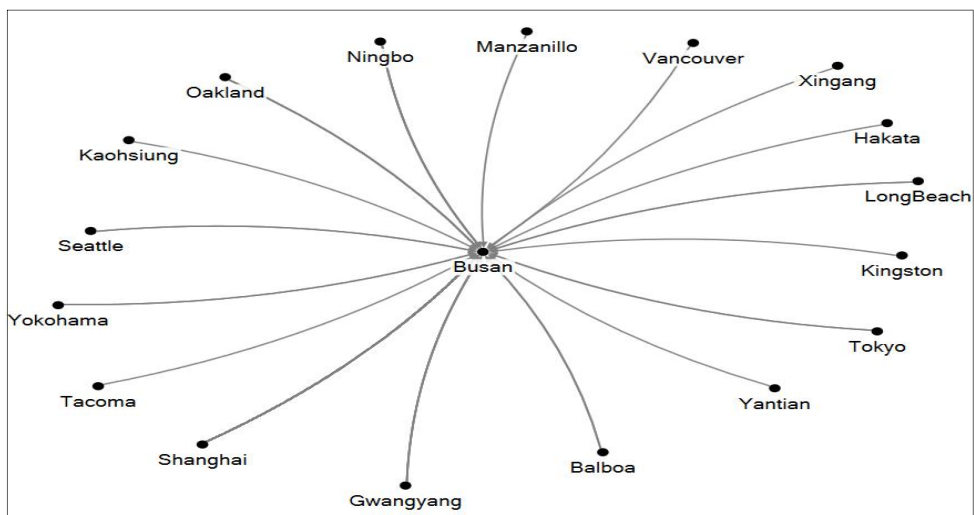 Manzanillo
Ningbo
Vancouver
Xingang
Oakland
Hakata
Kaohsiung
LongBeach
Seattle
Busan
Kingston
Yokohama
Tokyo
Tacoma
Yantian
Shanghai
Balboa
Gwangyang